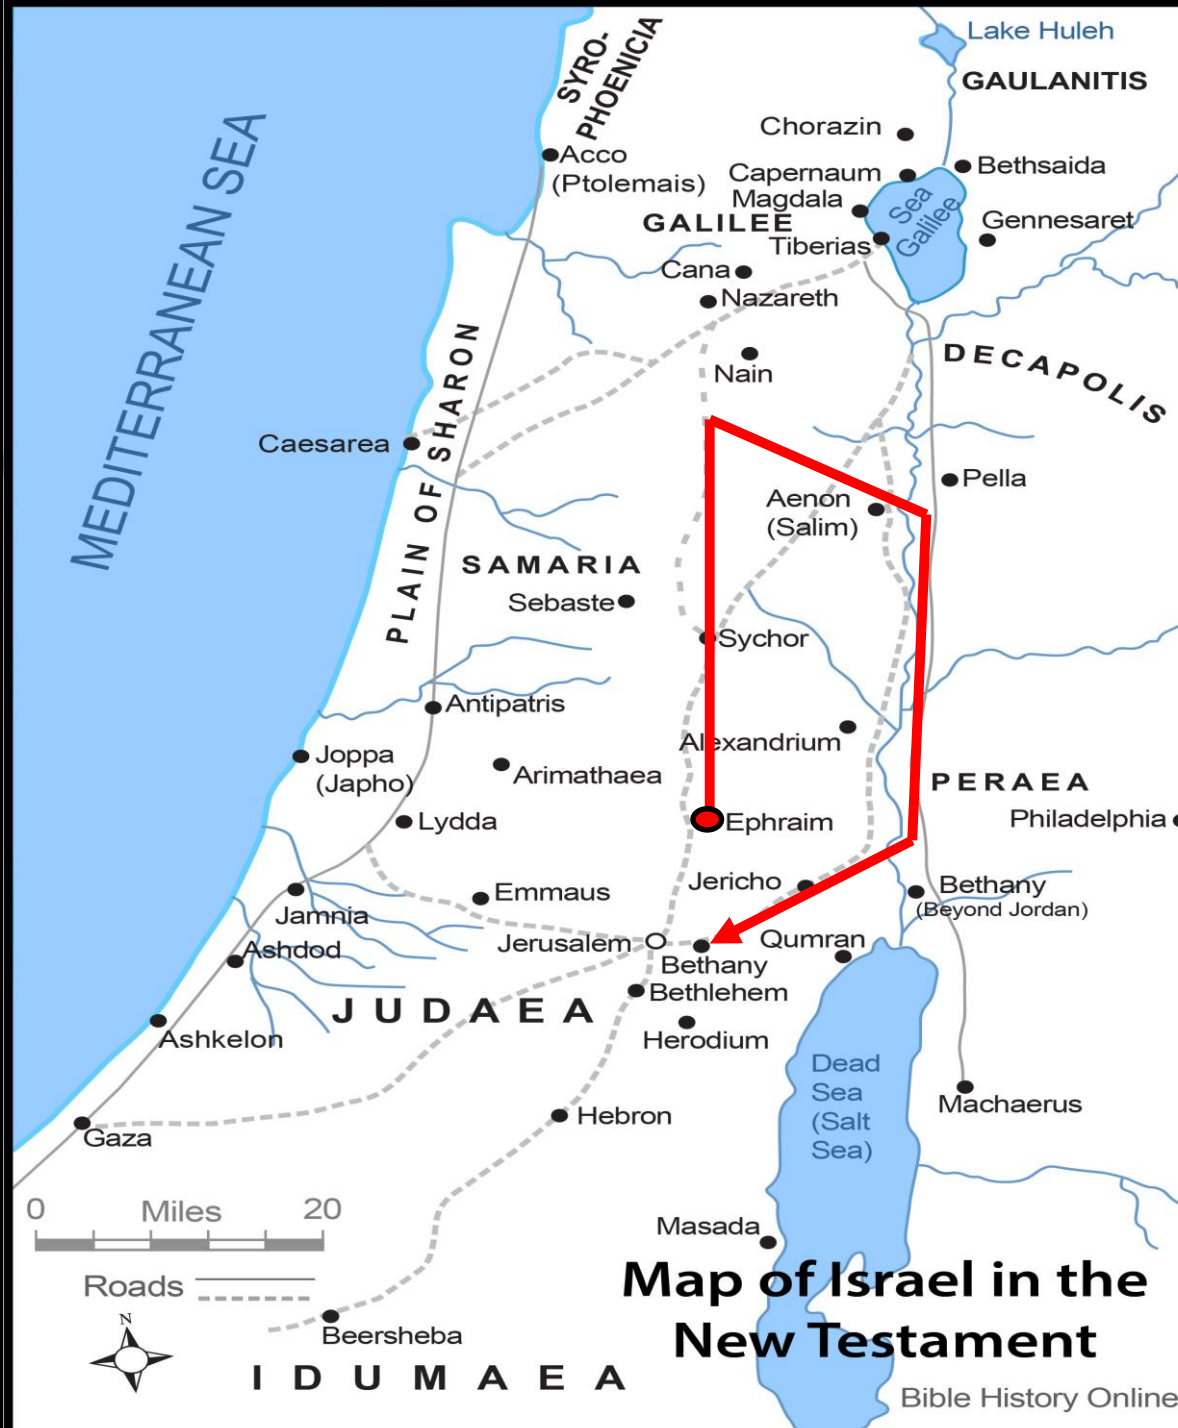 Lake Huleh
SYRO-
PHOENICIA
GAULANITIS
Chorazin
Acco
(Ptolemais)
Capernaum
Bethsaida
Magdala
Sea
Galilee
GALILEE
Gennesaret
Tiberias
MEDITERRANEAN SEA
Cana
Nazareth
DECAPOLIS
Nain
PLAIN OF SHARON
Caesarea
Pella
Aenon
(Salim)
SAMARIA
Sebaste
Sychor
Antipatris
Alexandrium
Joppa
(Japho)
Arimathaea
PERAEA
Lydda
Ephraim
Philadelphia
Jericho
Emmaus
Bethany
(Beyond Jordan)
Jamnia
Jerusalem
Qumran
Ashdod
Bethany
Bethlehem
JUDAEA
Ashkelon
Herodium
Dead
Sea
(Salt
Sea)
Machaerus
Hebron
Gaza
0 Miles 20
Masada
Roads
Map of Israel in the
New Testament
N
Beersheba
IDUMAEA
Bible History Online